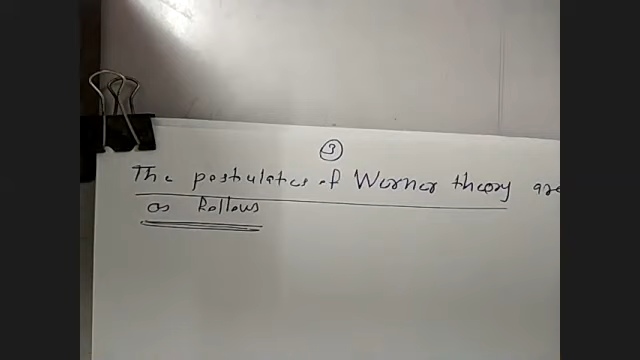 3
The postulates of Werner theory are
as follows